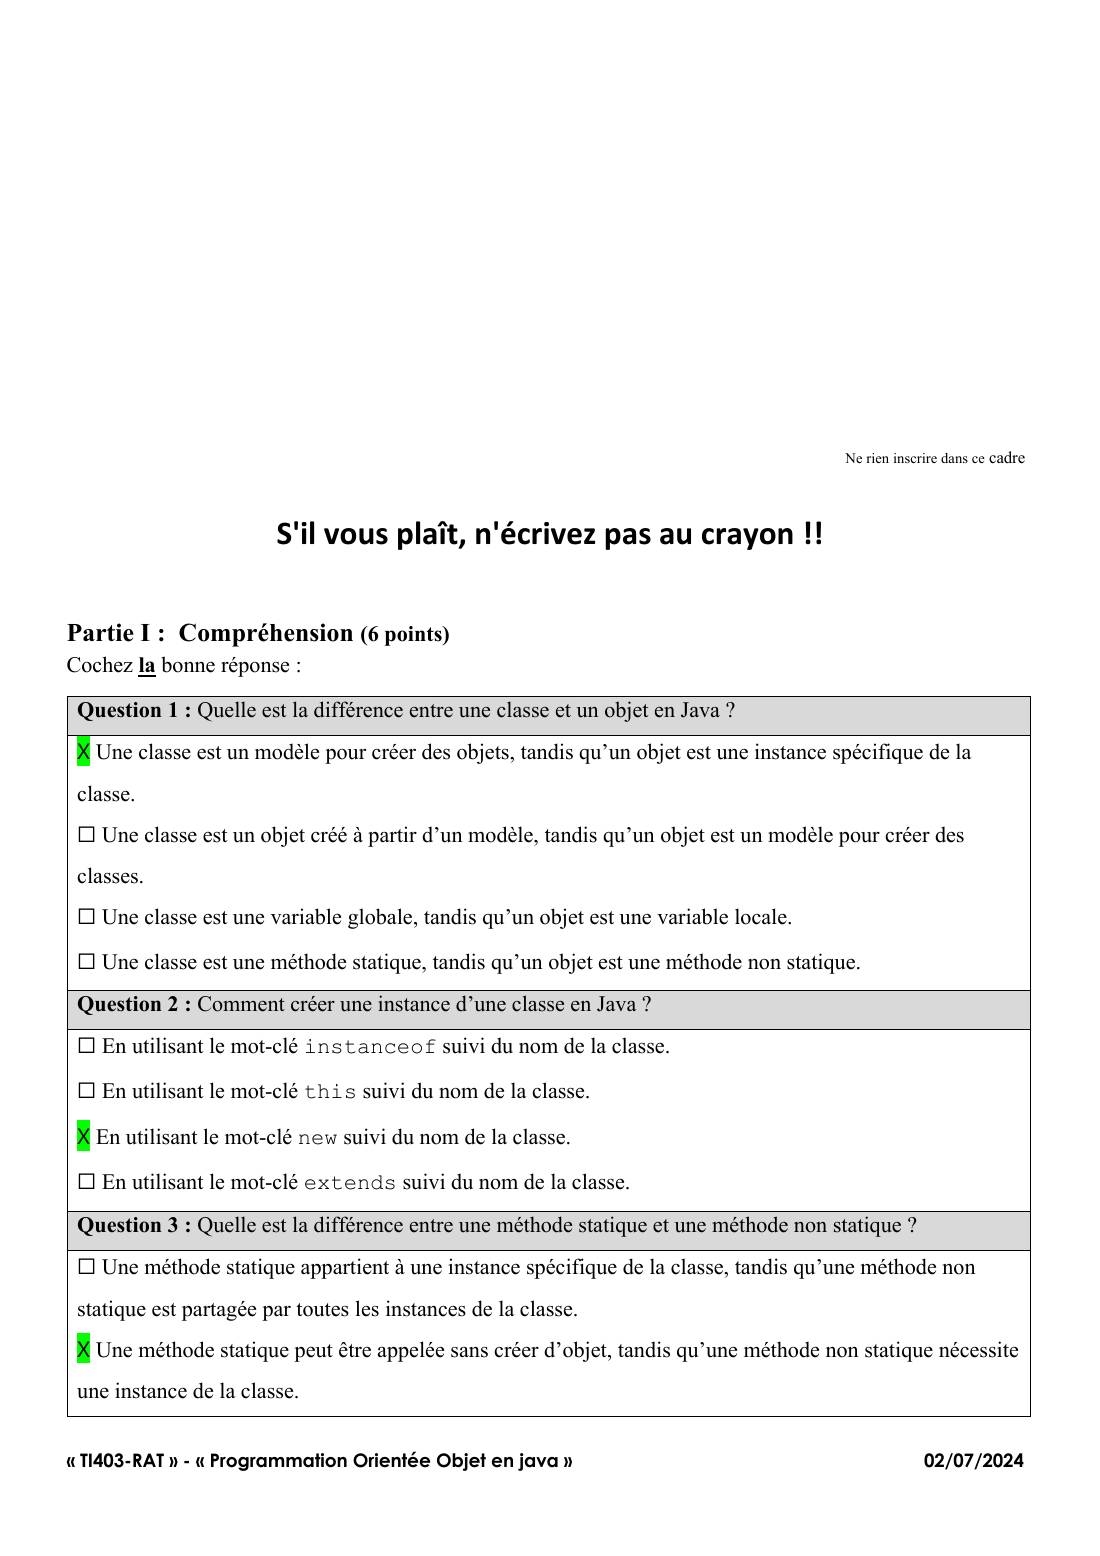 Ne rien inscrire dans ce cadre
S'il vous plaît, n'écrivez pas au crayon !!
Partie I :  Compréhension (6 points)
Cochez la bonne réponse :
Question 1 : Quelle est la différence entre une classe et un objet en Java ?
X Une classe est un modèle pour créer des objets, tandis qu’un objet est une instance spécifique de la
classe.
☐ Une classe est un objet créé à partir d’un modèle, tandis qu’un objet est un modèle pour créer des
classes.
☐ Une classe est une variable globale, tandis qu’un objet est une variable locale.
☐ Une classe est une méthode statique, tandis qu’un objet est une méthode non statique.
Question 2 : Comment créer une instance d’une classe en Java ?
☐ En utilisant le mot-clé instanceof suivi du nom de la classe.
☐ En utilisant le mot-clé this suivi du nom de la classe.
X En utilisant le mot-clé new suivi du nom de la classe.
☐ En utilisant le mot-clé extends suivi du nom de la classe.
Question 3 : Quelle est la différence entre une méthode statique et une méthode non statique ?
☐ Une méthode statique appartient à une instance spécifique de la classe, tandis qu’une méthode non
statique est partagée par toutes les instances de la classe.
X Une méthode statique peut être appelée sans créer d’objet, tandis qu’une méthode non statique nécessite
une instance de la classe.
« TI403-RAT » - « Programmation Orientée Objet en java » 02/07/2024